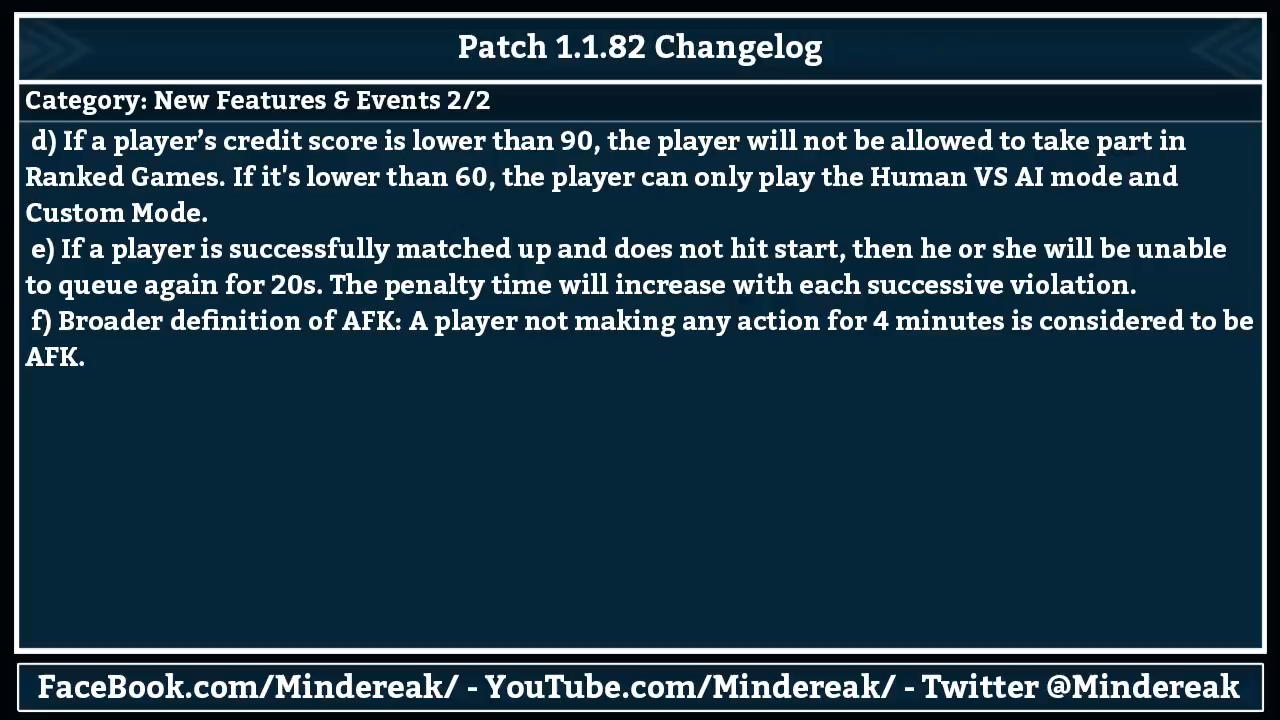 Patch 1.1.82 Changelog
Category: New Features & Events 2/2
d) If a player’s credit score is lower than 90, the player will not be allowed to take part in
Ranked Games. If it's lower than 60, the player can only play the Human VS AI mode and
Custom Mode.
e) If a player is successfully matched up and does not hit start, then he or she will be unable
to queue again for 20s. The penalty time will increase with each successive violation.
f) Broader definition of AFK: A player not making any action for 4 minutes is considered to be
AFK.
FaceBook.com/Mindereak/ - YouTube.com/Mindereak/ - Twitter @Mindereak